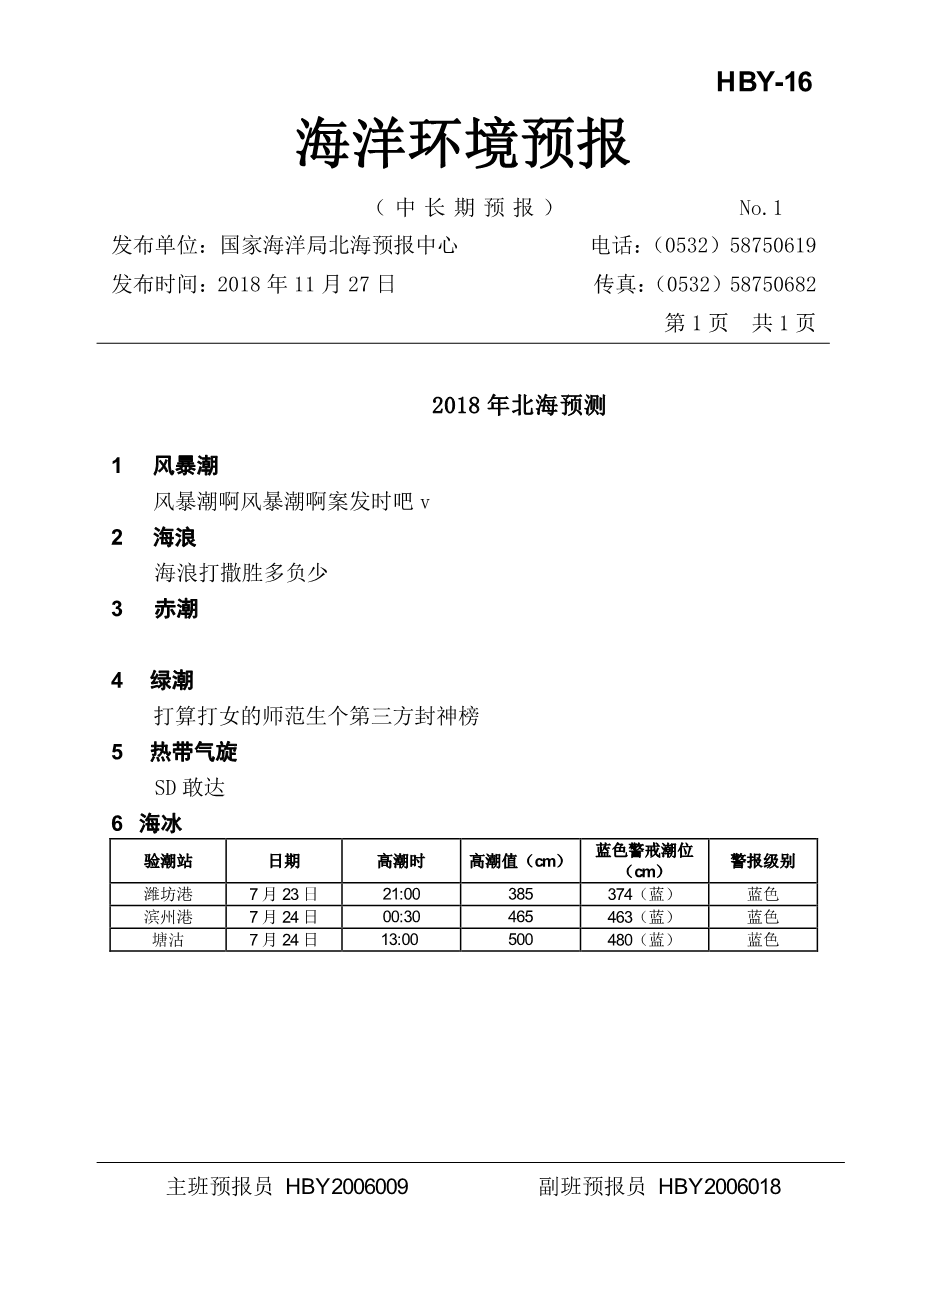 HBY-16
海洋环境预报
（中长期预报） No.1
发布单位：国家海洋局北海预报中心 电话：（0532）58750619
发布时间：2018 年 11 月 27 日 传真：（0532）58750682
第 1 页 共 1 页
2018 年北海预测
1 风暴潮
风暴潮啊风暴潮啊案发时吧 v
2 海浪
海浪打撒胜多负少
3 赤潮
4 绿潮
打算打女的师范生个第三方封神榜
5 热带气旋
SD 敢达
6 海冰
验潮站 日期 高潮时 高潮值（cm） 蓝色警戒潮位（cm） 警报级别
潍坊港 7 月 23 日 21:00 385 374（蓝） 蓝色
滨州港 7 月 24 日 00:30 465 463（蓝） 蓝色
塘沽 7 月 24 日 13:00 500 480（蓝） 蓝色
主班预报员 HBY2006009 副班预报员 HBY2006018